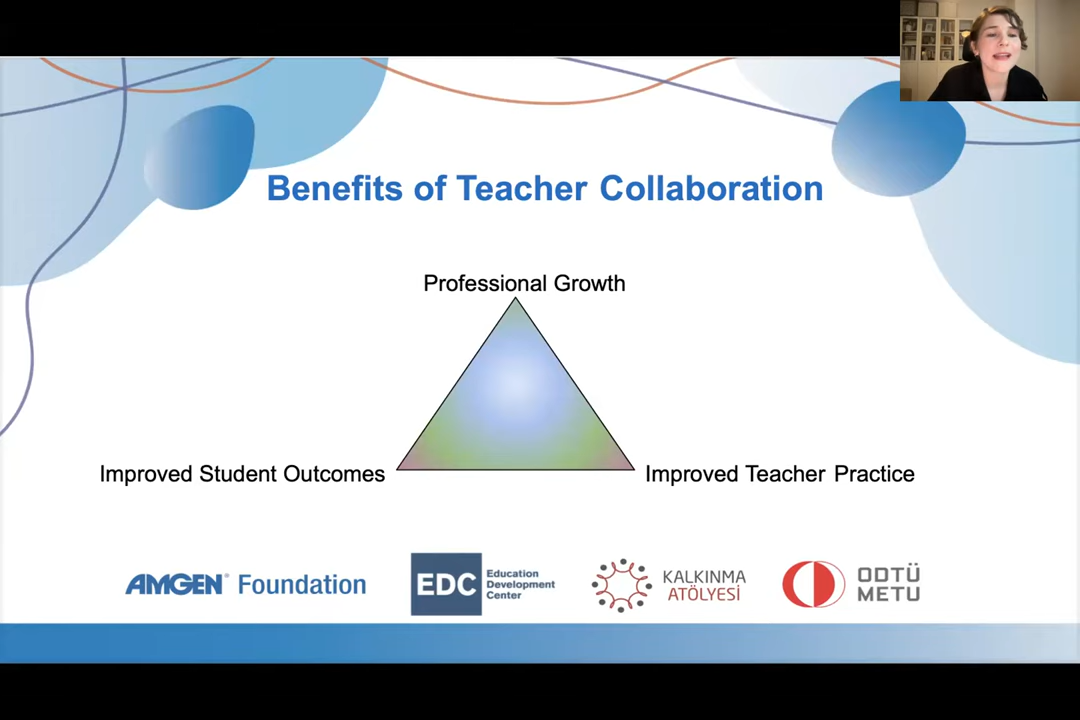 Benefits of Teacher Collaboration
Professional Growth
Improved Student Outcomes
Improved Teacher Practice
AMGEN® Foundation
EDC
Education
Development
Center
KALKINMA
ATÖLYESİ
ODTÜ
METU